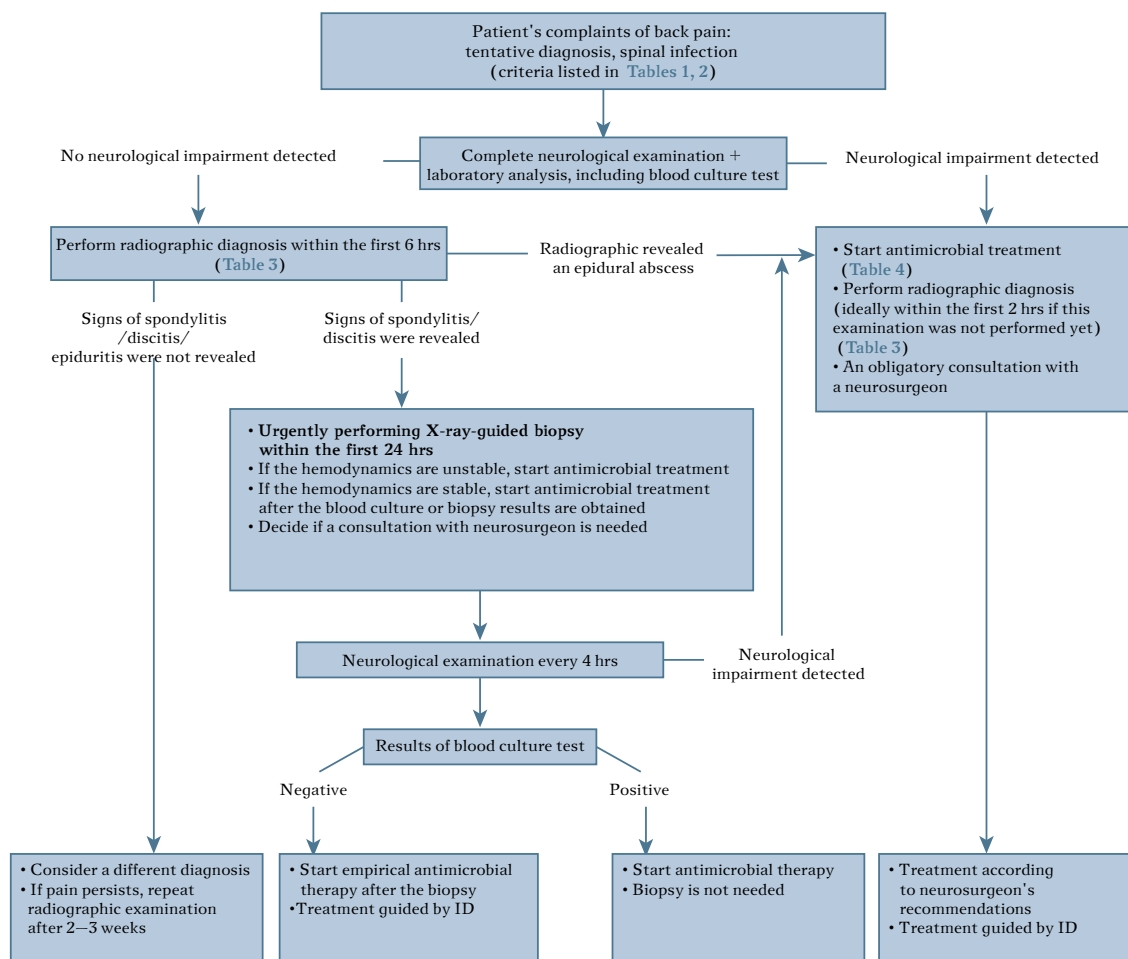 Patient's complaints of back pain:
tentative diagnosis, spinal infection
(criteria listed in Tables 1, 2)
No neurological impairment detected
Complete neurological examination +
laboratory analysis, including blood culture test
Neurological impairment detected
Perform radiographic diagnosis within the first 6 hrs
(Table 3)
Radiographic revealed
an epidural abscess
• Start antimicrobial treatment
(Table 4)
• Perform radiographic diagnosis
(ideally within the first 2 hrs if this
examination was not performed yet)
(Table 3)
• An obligatory consultation with
a neurosurgeon
Signs of spondylitis
/discitis/
epiduritis were not revealed
Signs of spondylitis/
discitis were revealed
• Urgently performing X-ray-guided biopsy
within the first 24 hrs
• If the hemodynamics are unstable, start antimicrobial treatment
• If the hemodynamics are stable, start antimicrobial treatment
after the blood culture or biopsy results are obtained
• Decide if a consultation with neurosurgeon is needed
Neurological examination every 4 hrs
Neurological
impairment detected
Results of blood culture test
Negative
Positive
• Consider a different diagnosis
• If pain persists, repeat
radiographic examination
after 2—3 weeks
• Start empirical antimicrobial
therapy after the biopsy
•Treatment guided by ID
• Start antimicrobial therapy
• Biopsy is not needed
• Treatment according
to neurosurgeon's
recommendations
• Treatment guided by ID